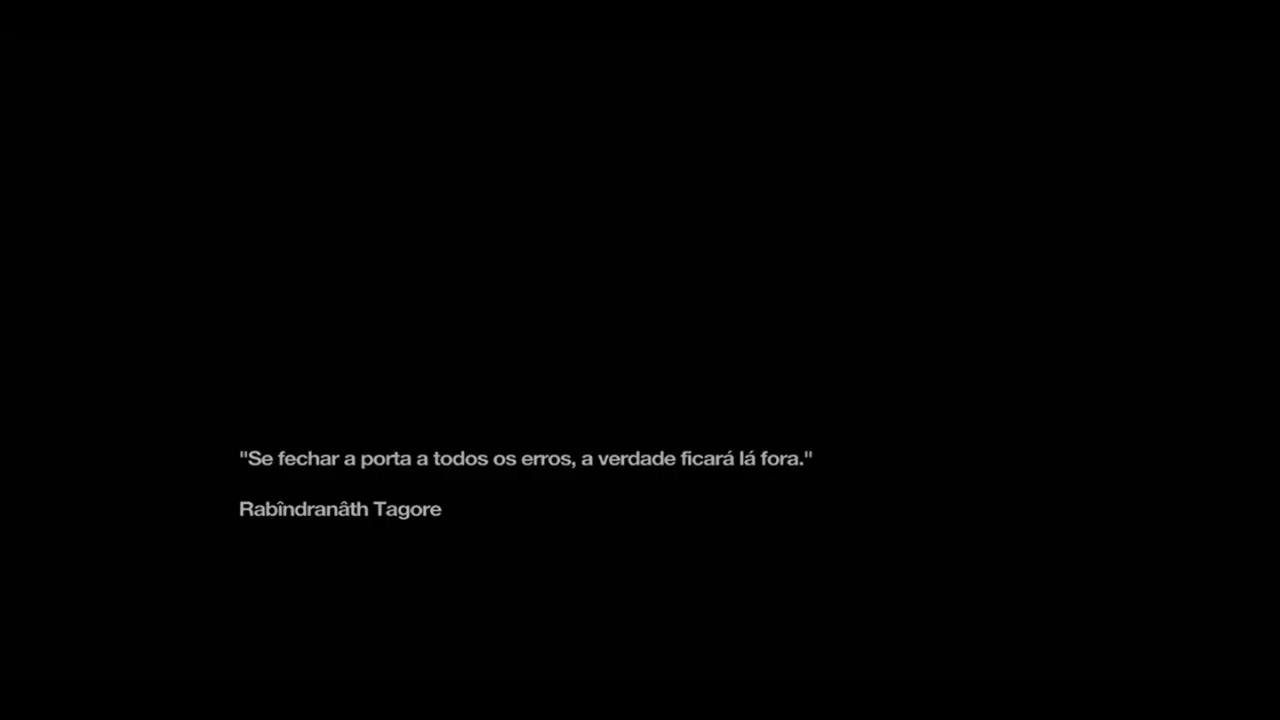 "Se fechar a porta a todos os erros, a verdade ficará lá fora."
Rabîndranâth Tagore